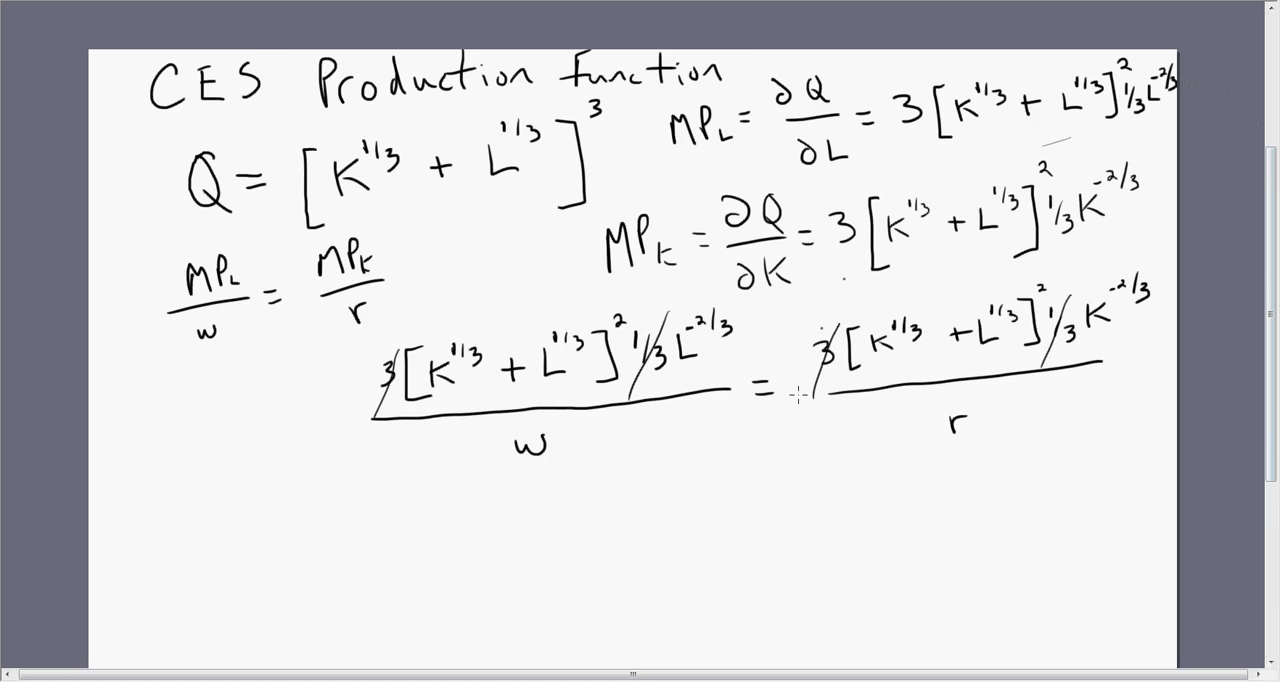 CES Production function
Q = [K^1/3 + L^1/3]^3
MP_L = ∂Q/∂L = 3[K^1/3 + L^1/3]^2 1/3 L^-2/3
MP_K = ∂Q/∂K = 3[K^1/3 + L^1/3]^2 1/3 K^-2/3
MP_L/w = MP_K/r
3[K^1/3 + L^1/3]^2 1/3 L^-2/3 / w = 3[K^1/3 + L^1/3]^2 1/3 K^-2/3 / r